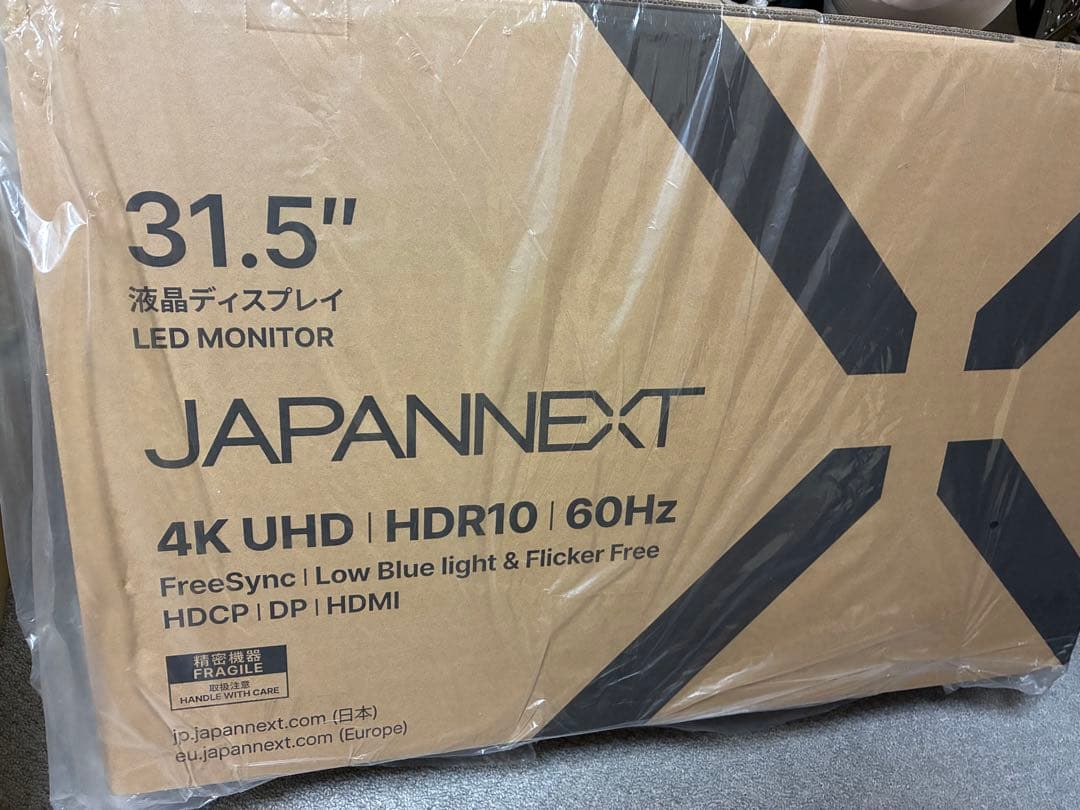 31.5"
液晶ディスプレイ
LED MONITOR
JAPANNEXT
4K UHD | HDR10 | 60Hz
FreeSync | Low Blue light & Flicker Free
HDCP | DP | HDMI
精密機器
FRAGILE
取扱注意
HANDLE WITH CARE
jp.japannext.com (日本)
eu.japannext.com (Europe)